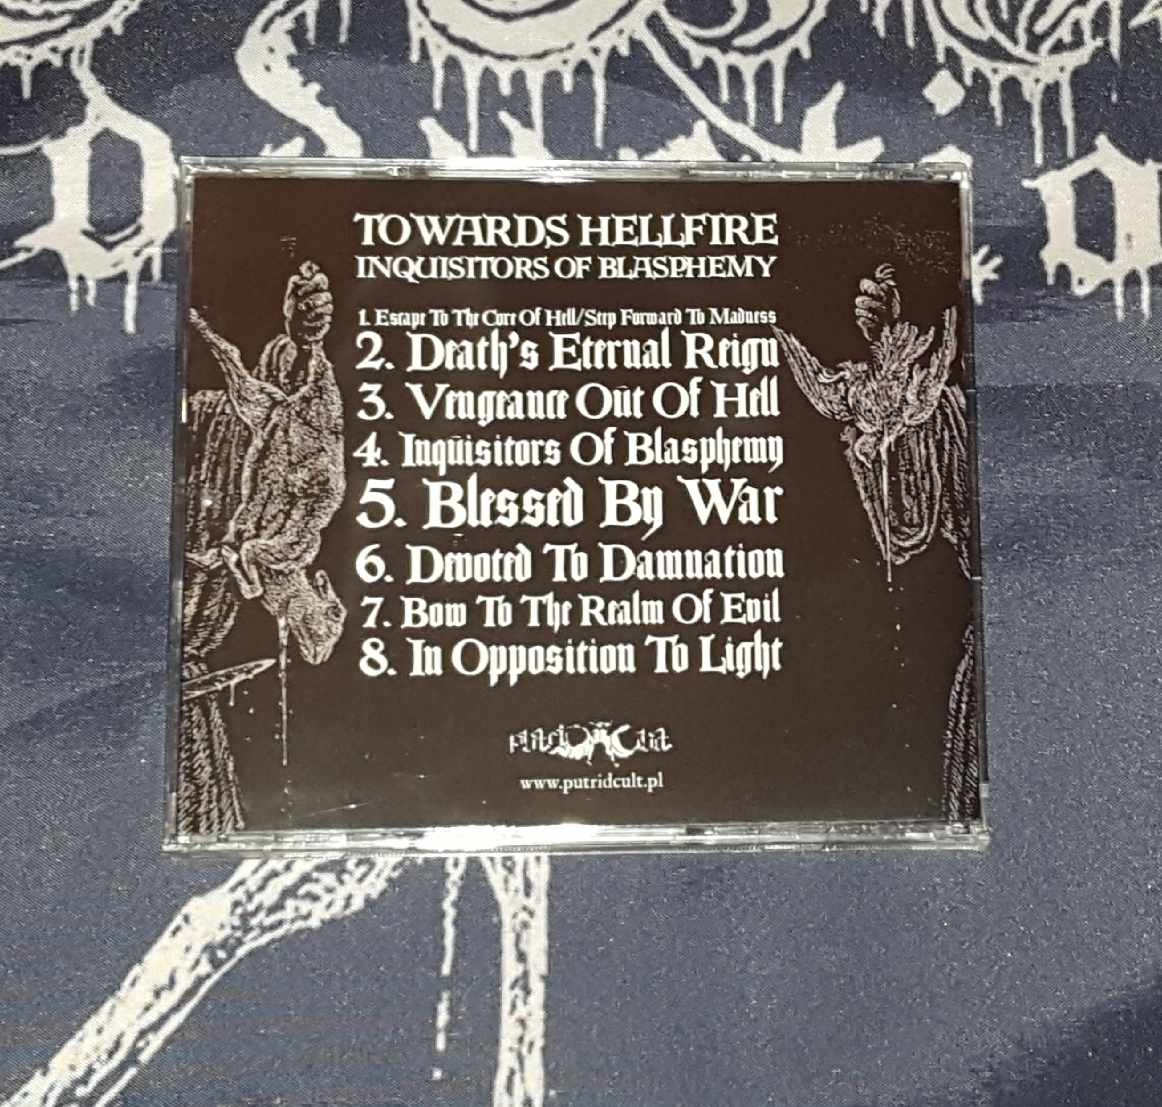 TOWARDS HELLFIRE
INQUISITORS OF BLASPHEMY
1. Escape To The Core Of Hell/Step Forward To Madness
2. Death's Eternal Reign
3. Vengeance Out Of Hell
4. Inquisitors Of Blasphemy
5. Blessed By War
6. Devoted To Damnation
7. Bow To The Realm Of Evil
8. In Opposition To Light
Putrid Cult
www.putridcult.pl